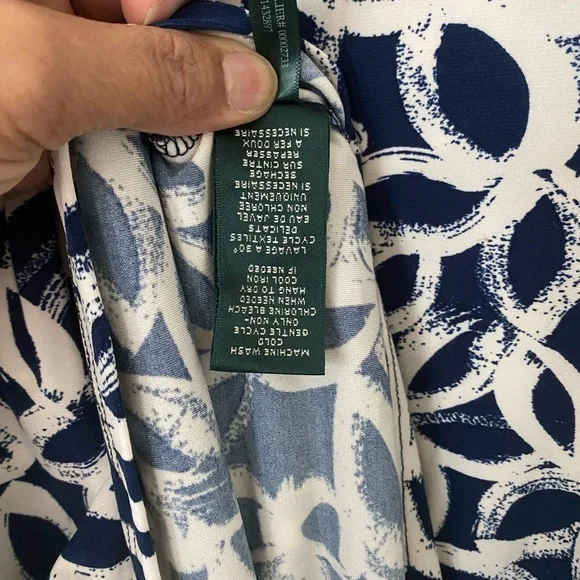 MACHINE WASH
COLD
GENTLE CYCLE
ONLY NON-
CHLORINE BLEACH
WHEN NEEDED
HANG TO DRY
COOL IRON
IF NEEDED
LAVAGE A 30°
CYCLE TEXTILES
DELICATS
EAU DE JAVEL
NON CHLOREE
UNIQUEMENT
SI NECESSAIRE
SECHAGE
SUR CINTRE
REPASSER
A FER DOUX
SI NECESSAIRE
LIER# 0002733